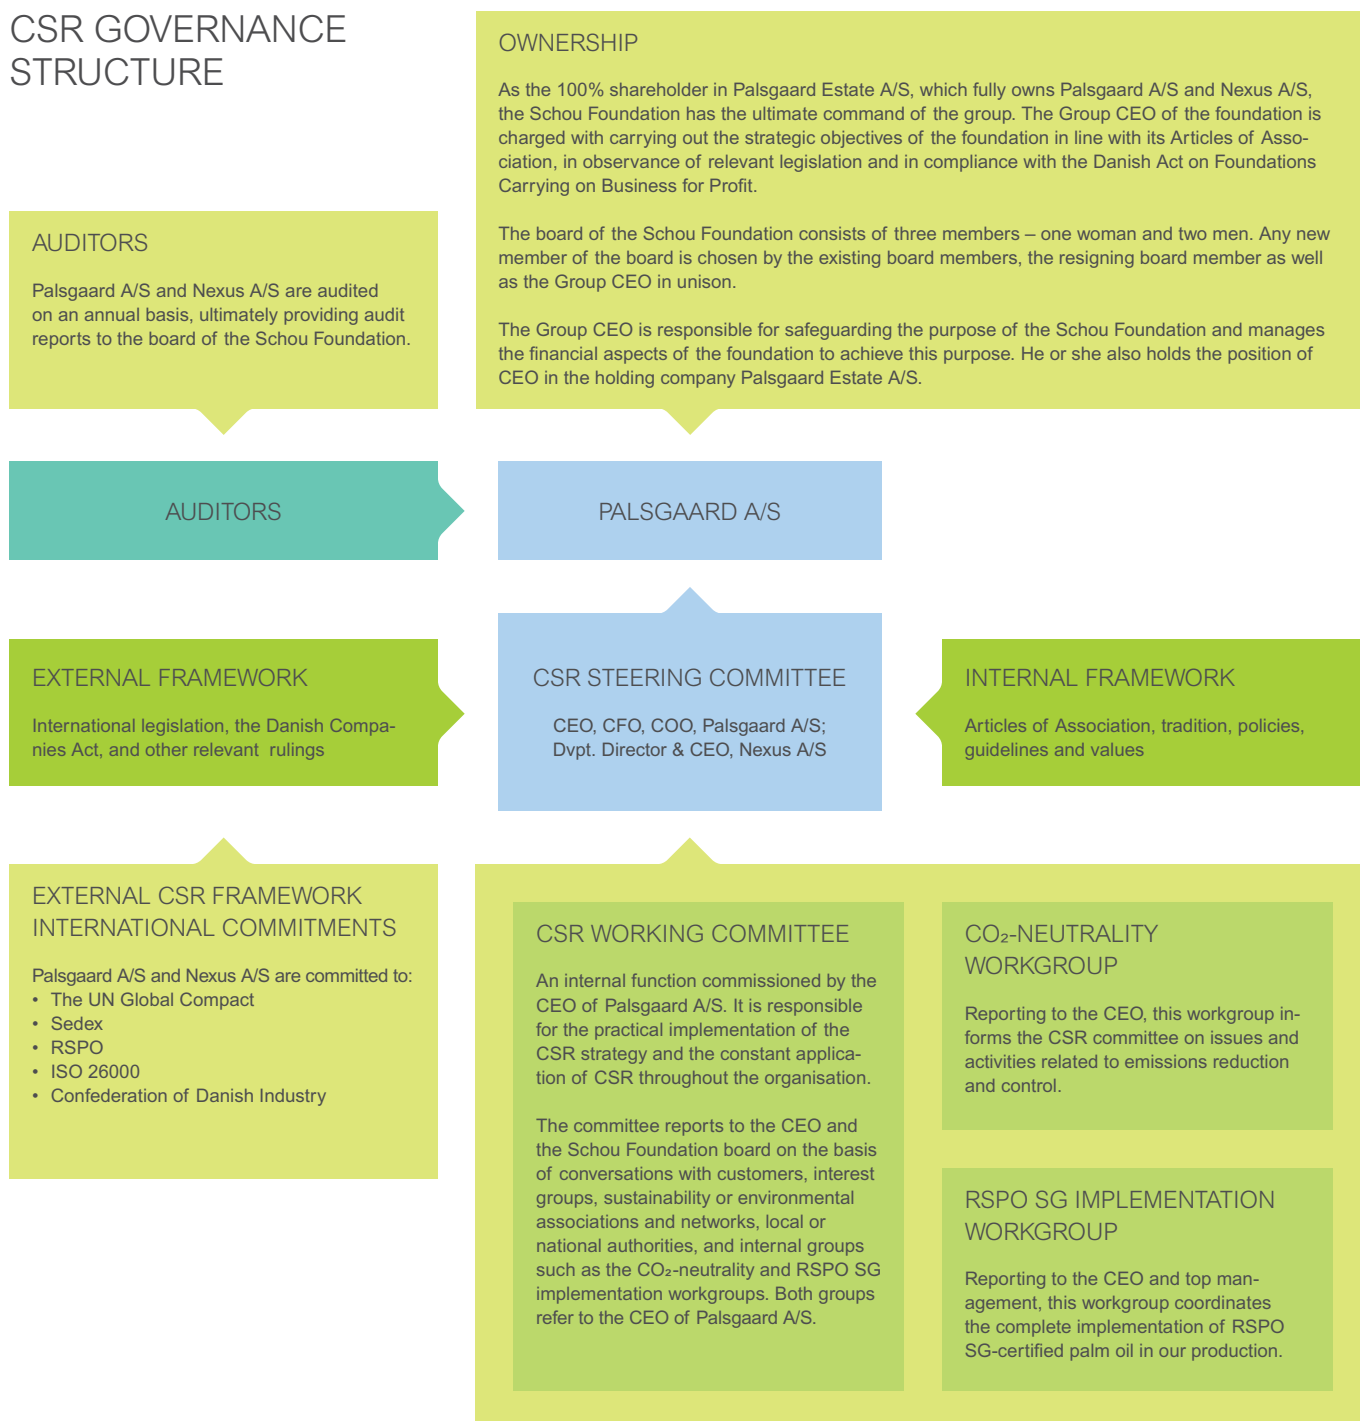 CSR GOVERNANCE
STRUCTURE
OWNERSHIP
As the 100% shareholder in Palsgaard Estate A/S, which fully owns Palsgaard A/S and Nexus A/S,
the Schou Foundation has the ultimate command of the group. The Group CEO of the foundation is
charged with carrying out the strategic objectives of the foundation in line with its Articles of Asso-
ciation, in observance of relevant legislation and in compliance with the Danish Act on Foundations
Carrying on Business for Profit.
The board of the Schou Foundation consists of three members – one woman and two men. Any new
member of the board is chosen by the existing board members, the resigning board member as well
as the Group CEO in unison.
The Group CEO is responsible for safeguarding the purpose of the Schou Foundation and manages
the financial aspects of the foundation to achieve this purpose. He or she also holds the position of
CEO in the holding company Palsgaard Estate A/S.
AUDITORS
Palsgaard A/S and Nexus A/S are audited
on an annual basis, ultimately providing audit
reports to the board of the Schou Foundation.
AUDITORS
PALSGAARD A/S
EXTERNAL FRAMEWORK
International legislation, the Danish Compa-
nies Act, and other relevant rulings
CSR STEERING COMMITTEE
CEO, CFO, COO, Palsgaard A/S;
Dvpt. Director & CEO, Nexus A/S
INTERNAL FRAMEWORK
Articles of Association, tradition, policies,
guidelines and values
EXTERNAL CSR FRAMEWORK
INTERNATIONAL COMMITMENTS
Palsgaard A/S and Nexus A/S are committed to:
• The UN Global Compact
• Sedex
• RSPO
• ISO 26000
• Confederation of Danish Industry
CSR WORKING COMMITTEE
An internal function commissioned by the
CEO of Palsgaard A/S. It is responsible
for the practical implementation of the
CSR strategy and the constant applica-
tion of CSR throughout the organisation.
The committee reports to the CEO and
the Schou Foundation board on the basis
of conversations with customers, interest
groups, sustainability or environmental
associations and networks, local or
national authorities, and internal groups
such as the CO₂-neutrality and RSPO SG
implementation workgroups. Both groups
refer to the CEO of Palsgaard A/S.
CO₂-NEUTRALITY
WORKGROUP
Reporting to the CEO, this workgroup in-
forms the CSR committee on issues and
activities related to emissions reduction
and control.
RSPO SG IMPLEMENTATION
WORKGROUP
Reporting to the CEO and top man-
agement, this workgroup coordinates
the complete implementation of RSPO
SG-certified palm oil in our production.